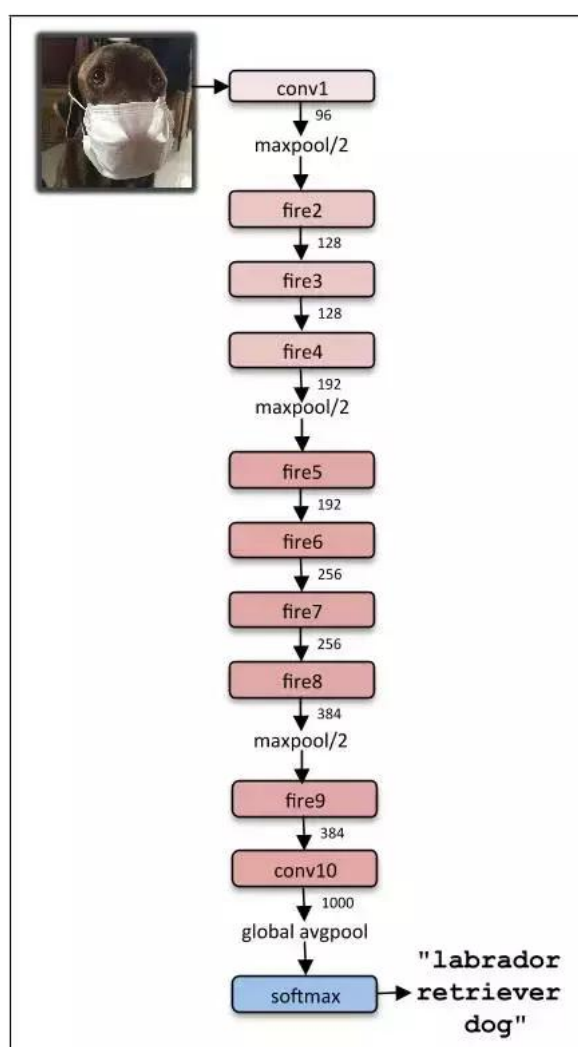 conv1
96
maxpool/2
fire2
128
fire3
128
fire4
192
maxpool/2
fire5
192
fire6
256
fire7
256
fire8
384
maxpool/2
fire9
384
conv10
1000
global avgpool
softmax
"labrador
retriever
dog"